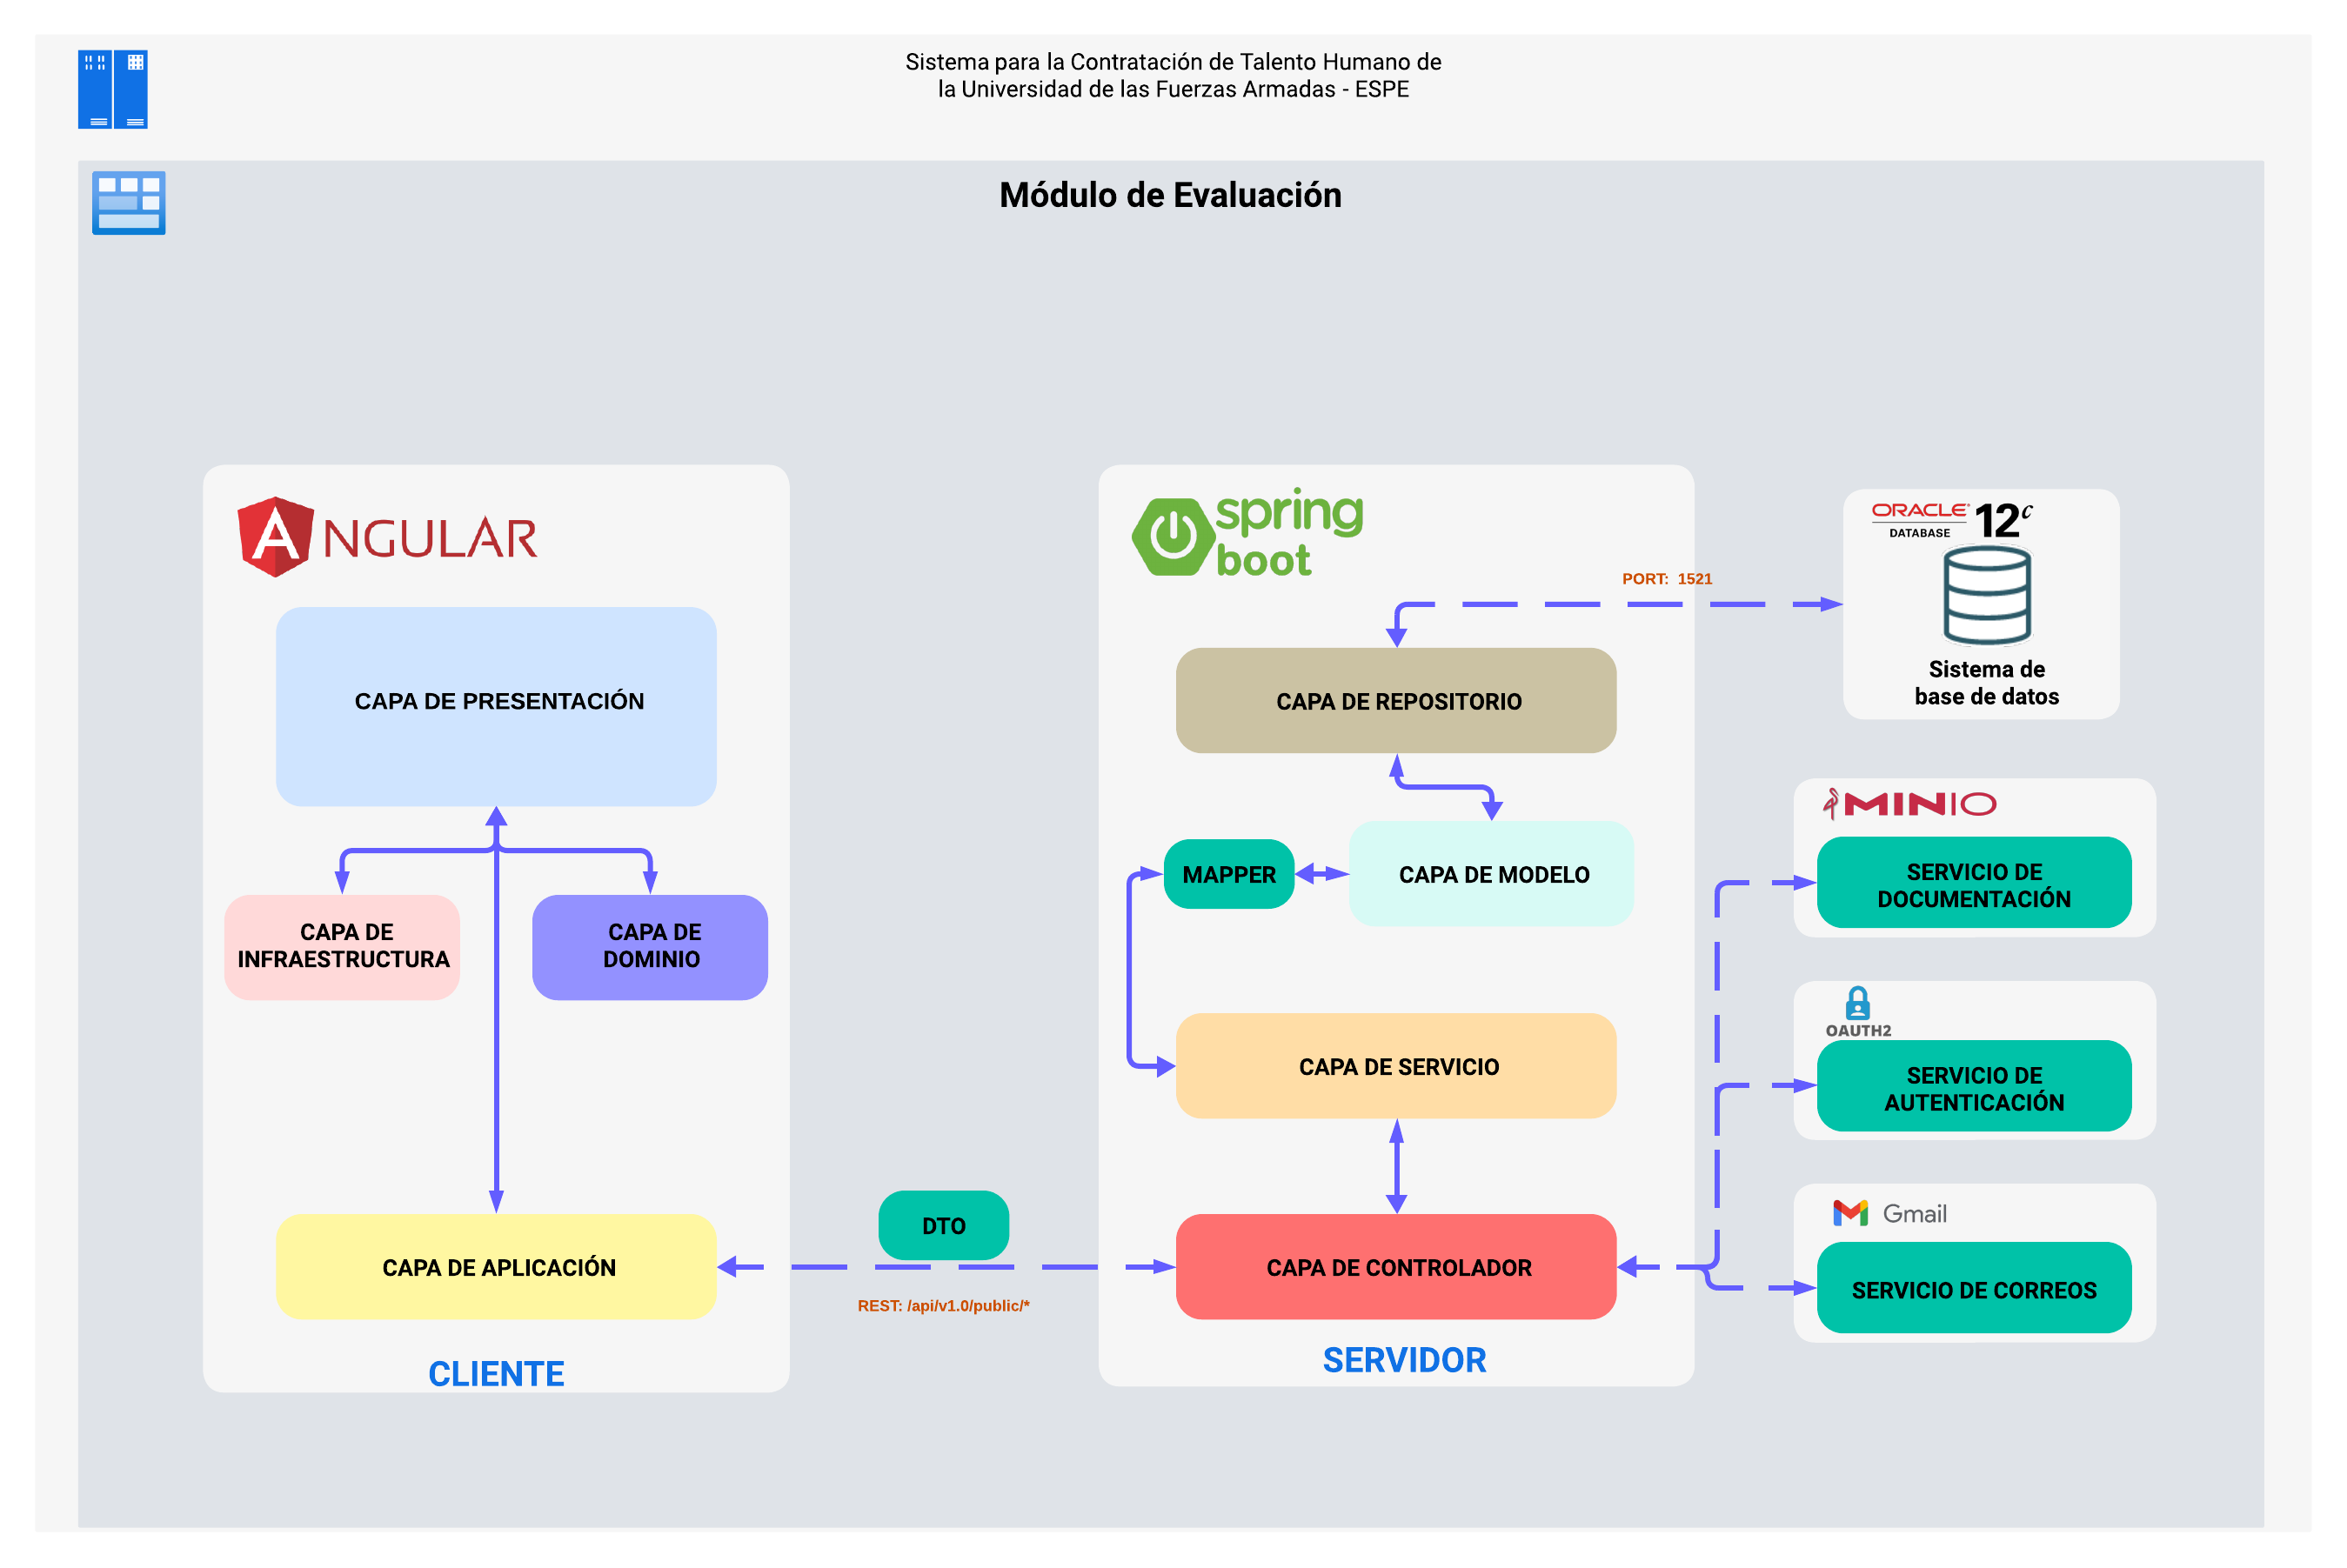 Sistema para la Contratación de Talento Humano de
la Universidad de las Fuerzas Armadas - ESPE
Módulo de Evaluación
NGULAR
CAPA DE PRESENTACIÓN
CAPA DE
INFRAESTRUCTURA
CAPA DE
DOMINIO
CAPA DE APLICACIÓN
CLIENTE
DTO
REST: /api/v1.0/public/*
spring
boot
PORT: 1521
CAPA DE REPOSITORIO
MAPPER
CAPA DE MODELO
CAPA DE SERVICIO
CAPA DE CONTROLADOR
SERVIDOR
ORACLE
DATABASE
12c
Sistema de
base de datos
MINIO
SERVICIO DE
DOCUMENTACIÓN
OAUTH2
SERVICIO DE
AUTENTICACIÓN
Gmail
SERVICIO DE CORREOS